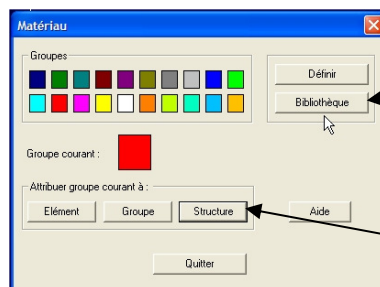 Matériau
Groupes
Définir
Bibliothèque
Groupe courant :
Attribuer groupe courant à :
Elément
Groupe
Structure
Aide
Quitter